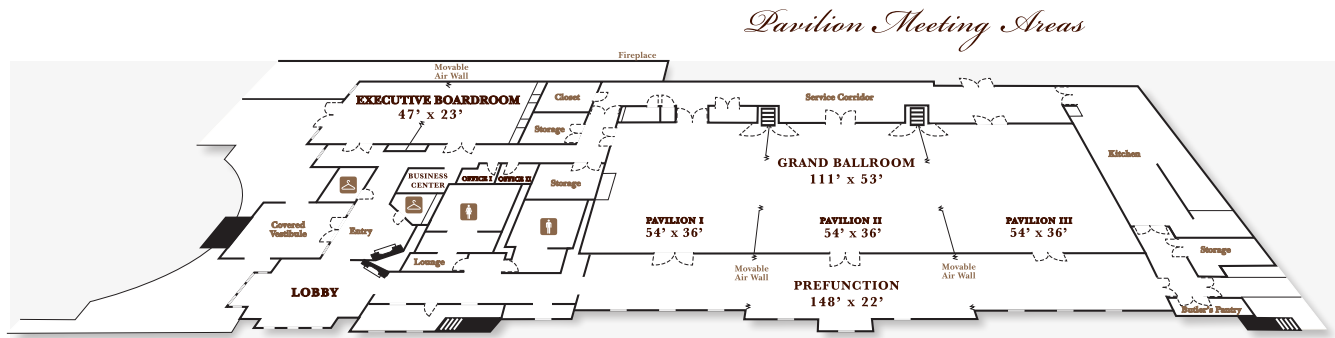 Pavilion Meeting Areas
Fireplace
Movable
Air Wall
EXECUTIVE BOARDROOM
47' x 23'
Closet
Service Corridor
Storage
GRAND BALLROOM
111' x 53'
Kitchen
BUSINESS
CENTER
OFFICE I
OFFICE II
Storage
Covered
Vestibule
Entry
PAVILION I
54' x 36'
PAVILION II
54' x 36'
PAVILION III
54' x 36'
Storage
Lounge
Movable
Air Wall
Movable
Air Wall
LOBBY
PREFUNCTION
148' x 22'
Butler's Pantry